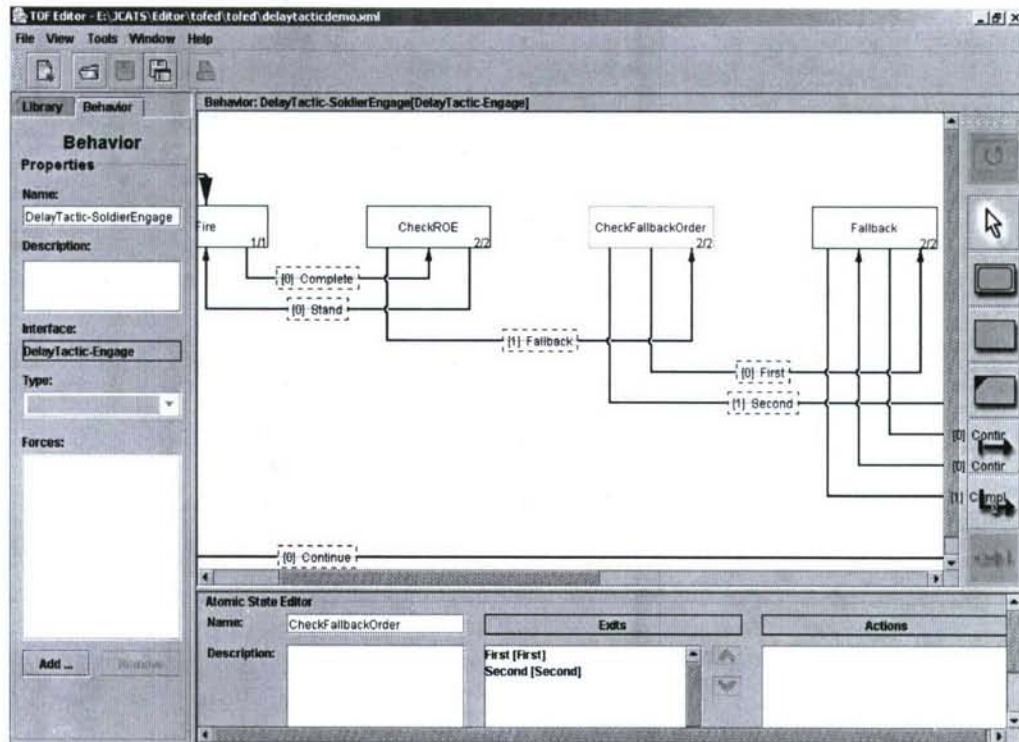 TOF Editor - E:\JCATS\Editor\tofed\tofed\delaytacticdemo.xml
File View Tools Window Help
Library Behavior
Behavior
Properties
Name:
DelayTactic-SoldierEngage
Description:
Interface:
DelayTactic-Engage
Type:
Forces:
Add ... Remove
Behavior: DelayTactic-SoldierEngage[DelayTactic-Engage]
Fire
1/1
CheckROE
2/2
CheckFallbackOrder
2/2
Fallback
2/2
[0] Complete
[0] Stand
[1] Fallback
[0] First
[1] Second
[0] Contir
[0] Contir
[1] Compl
[0] Continue
Atomic State Editor
Name: CheckFallbackOrder
Description:
Exits
First [First]
Second [Second]
Actions